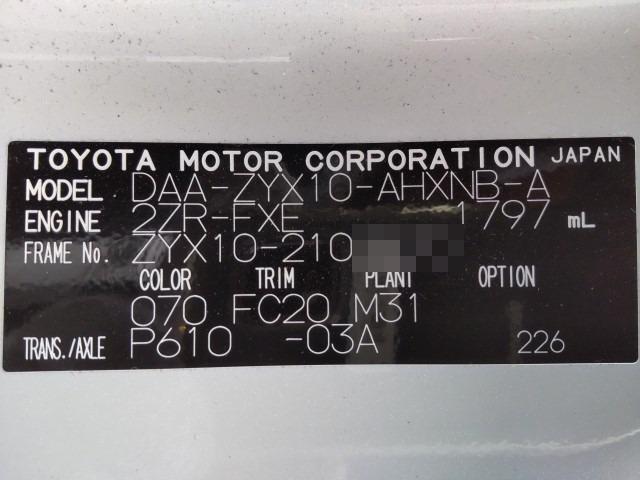 TOYOTA MOTOR CORPORATION JAPAN
MODEL DAA-ZYX10-AHXNB-A
ENGINE 2ZR-FXE 1797 mL
FRAME No. ZYX10-210
COLOR TRIM PLANT OPTION
070 FC20 M31
TRANS./AXLE P610 -03A 226